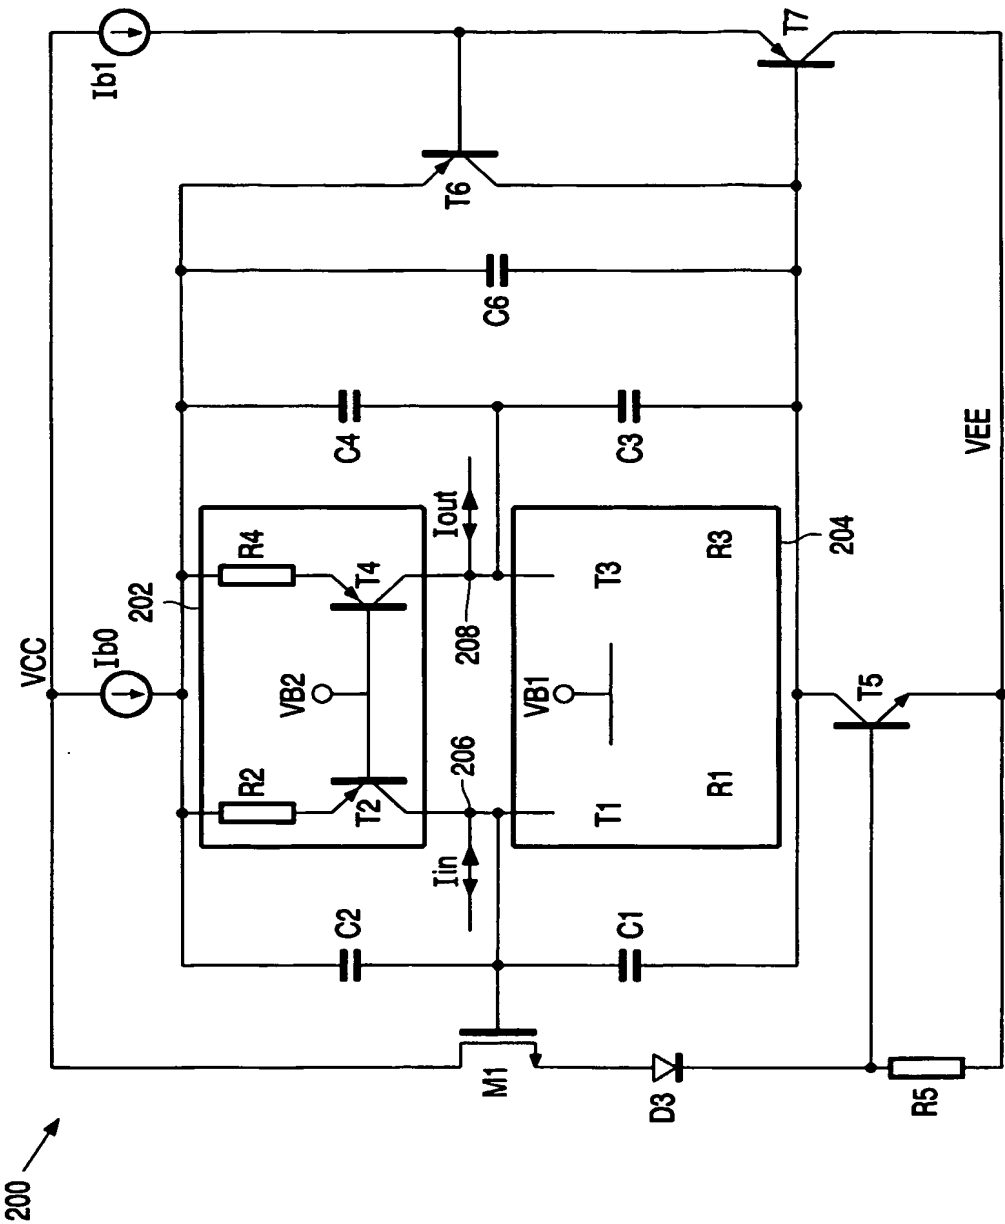 200
VCC
Ib0
Ib1
202
R2
R4
T2
T4
VB2
206
208
Iin
Iout
C2
C4
C6
T6
T7
M1
C1
C3
VB1
T1
T3
R1
R3
204
D3
T5
R5
VEE